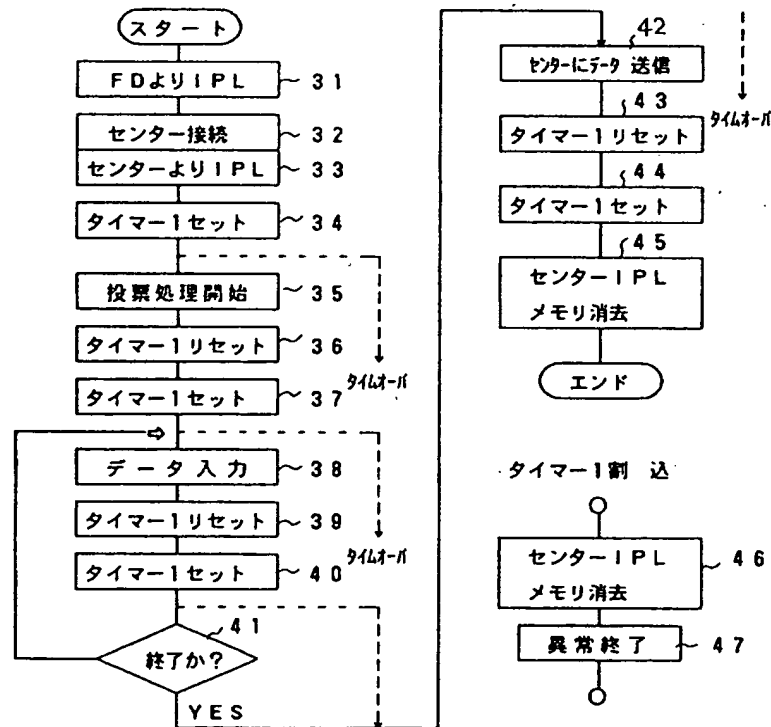 スタート
FDよりIPL 31
センター接続 32
センターよりIPL 33
タイマー1セット 34
投票処理開始 35
タイマー1リセット 36
タイマー1セット 37
タイムオーバ
データ入力 38
タイマー1リセット 39
タイマー1セット 40
タイムオーバ
41
終了か?
YES
42
センターにデータ送信
タイムオーバ
43
タイマー1リセット
44
タイマー1セット
45
センターIPL
メモリ消去
エンド
タイマー1割込
センターIPL
メモリ消去 46
異常終了 47